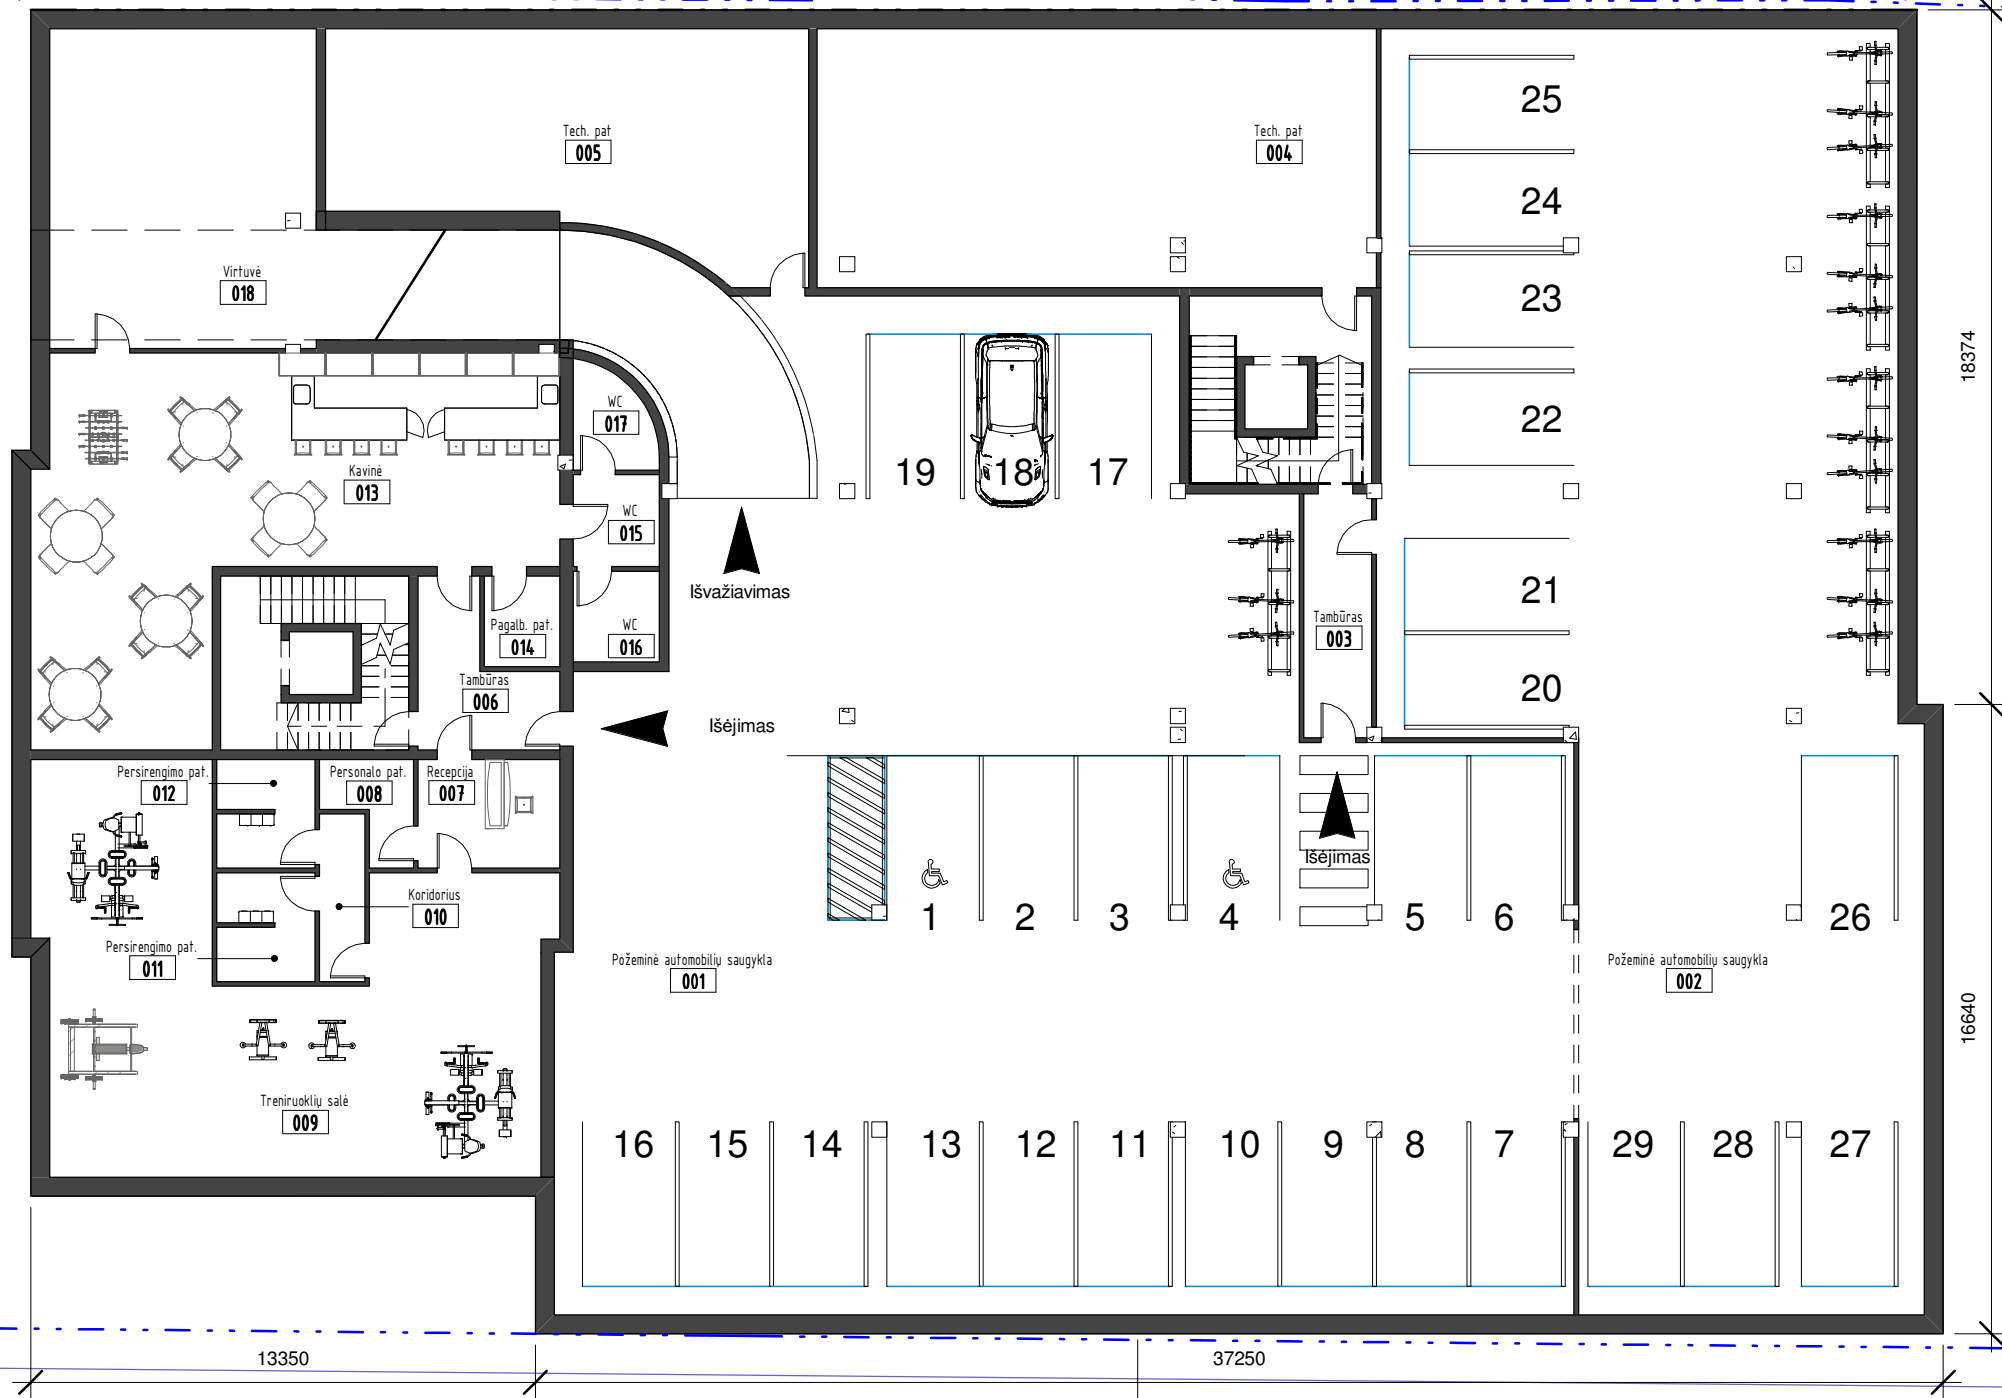 25
Tech. pat
005
Tech. pat
004
24
Virtuvė
018
23
18374
WC
017
22
Kavinė
013
19
18
17
WC
015
Išvažiavimas
21
Pagalb. pat.
014
WC
016
Tambūras
003
Tambūras
006
20
Išėjimas
Persirengimo pat.
012
Personalo pat.
008
Recepcija
007
Išėjimas
Koridorius
010
1
2
3
4
5
6
26
Persirengimo pat.
011
Požeminė automobilių saugykla
001
Požeminė automobilių saugykla
002
16640
Treniruoklių salė
009
16
15
14
13
12
11
10
9
8
7
29
28
27
13350
37250